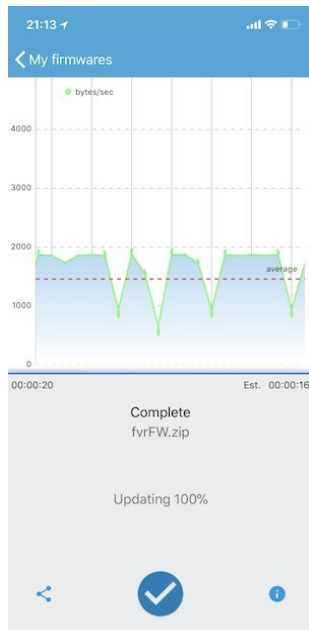 21:13
My firmwares
bytes/sec
4000
3000
2000
average
1000
0
00:00:20 Est. 00:00:16
Complete
fvrFW.zip
Updating 100%